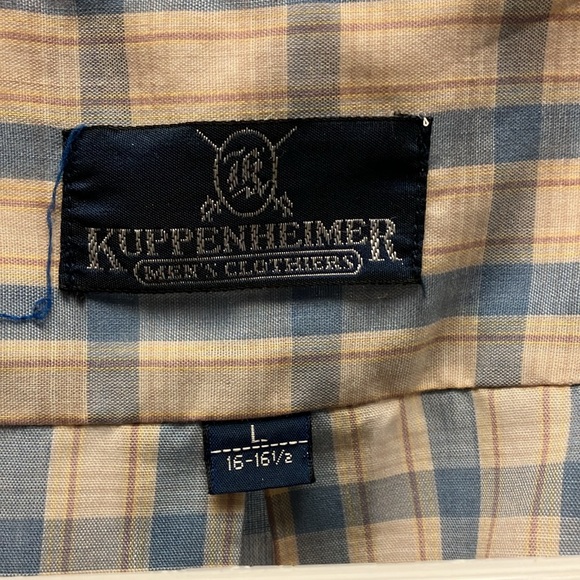 K
KUPPENHEIMER
MEN'S CLOTHIERS
L
16-16½